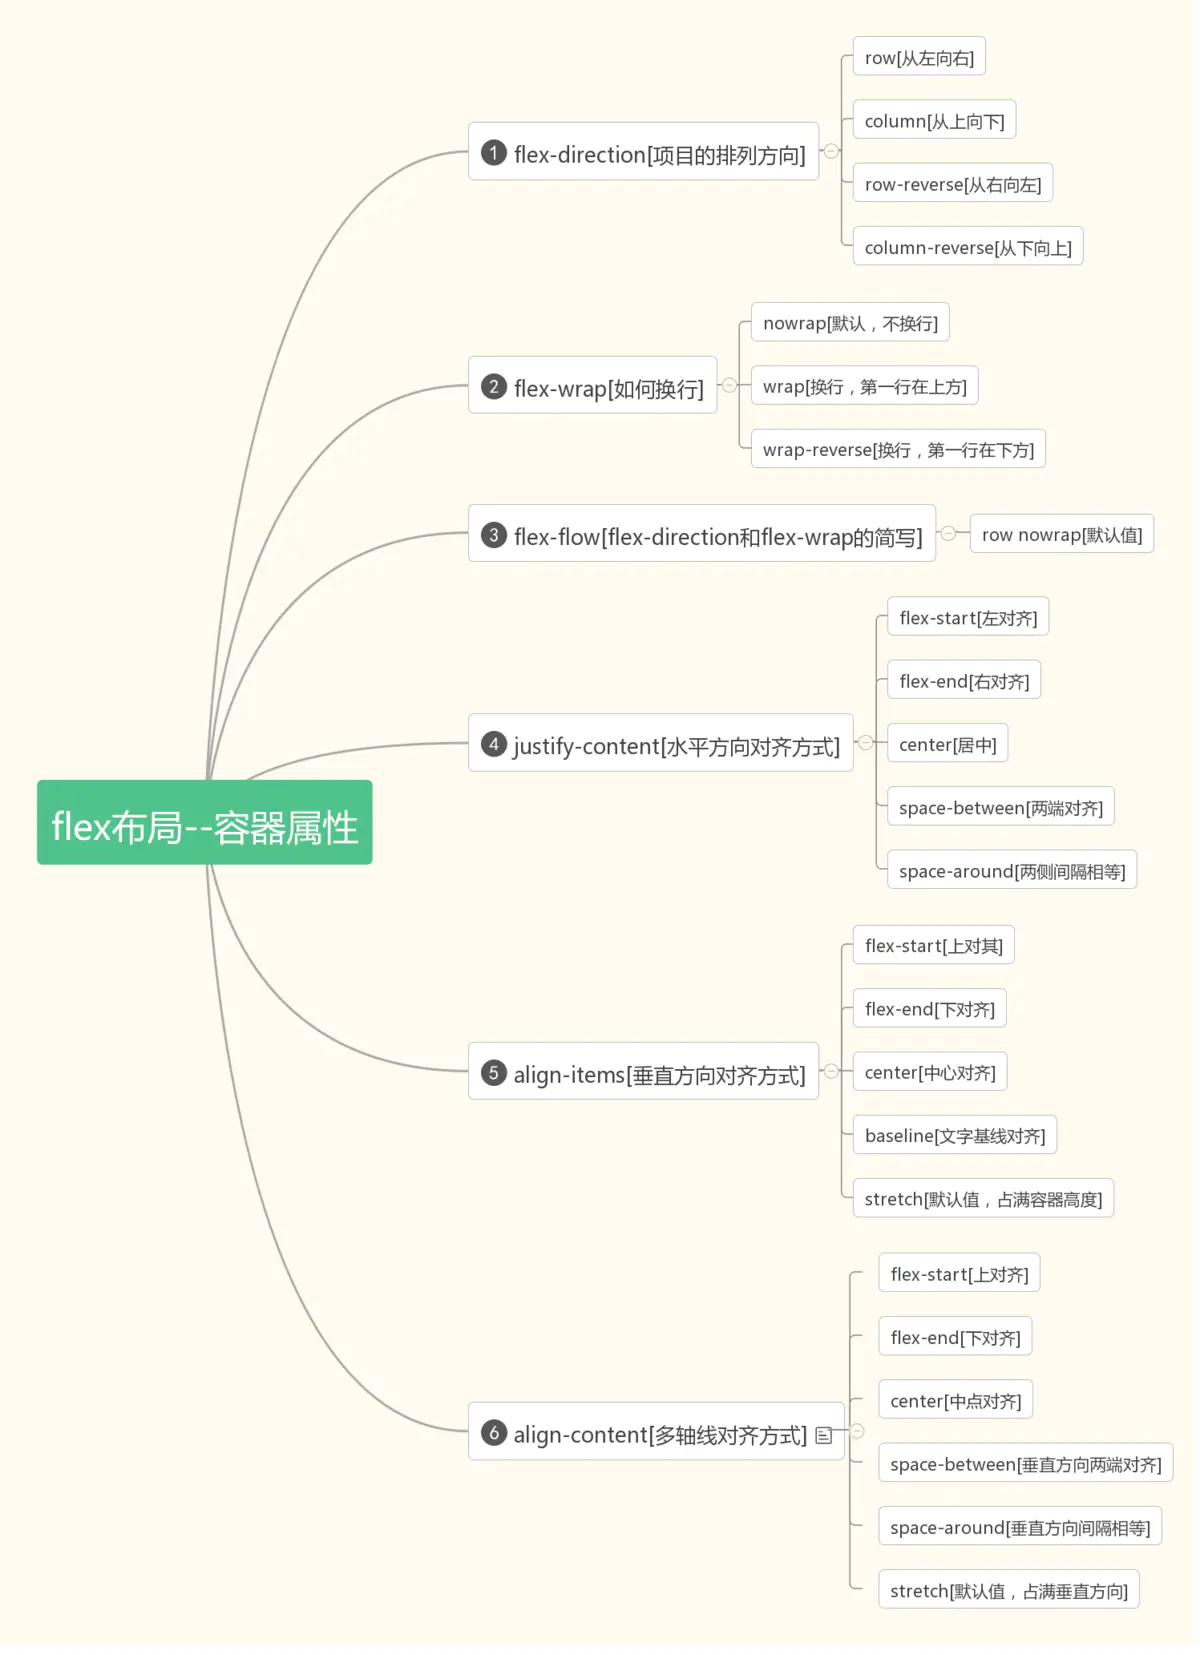 flex布局--容器属性
1 flex-direction[项目的排列方向]
row[从左向右]
column[从上向下]
row-reverse[从右向左]
column-reverse[从下向上]
2 flex-wrap[如何换行]
nowrap[默认，不换行]
wrap[换行，第一行在上方]
wrap-reverse[换行，第一行在下方]
3 flex-flow[flex-direction和flex-wrap的简写]
row nowrap[默认值]
4 justify-content[水平方向对齐方式]
flex-start[左对齐]
flex-end[右对齐]
center[居中]
space-between[两端对齐]
space-around[两侧间隔相等]
5 align-items[垂直方向对齐方式]
flex-start[上对其]
flex-end[下对齐]
center[中心对齐]
baseline[文字基线对齐]
stretch[默认值，占满容器高度]
6 align-content[多轴线对齐方式]
flex-start[上对齐]
flex-end[下对齐]
center[中点对齐]
space-between[垂直方向两端对齐]
space-around[垂直方向间隔相等]
stretch[默认值，占满垂直方向]